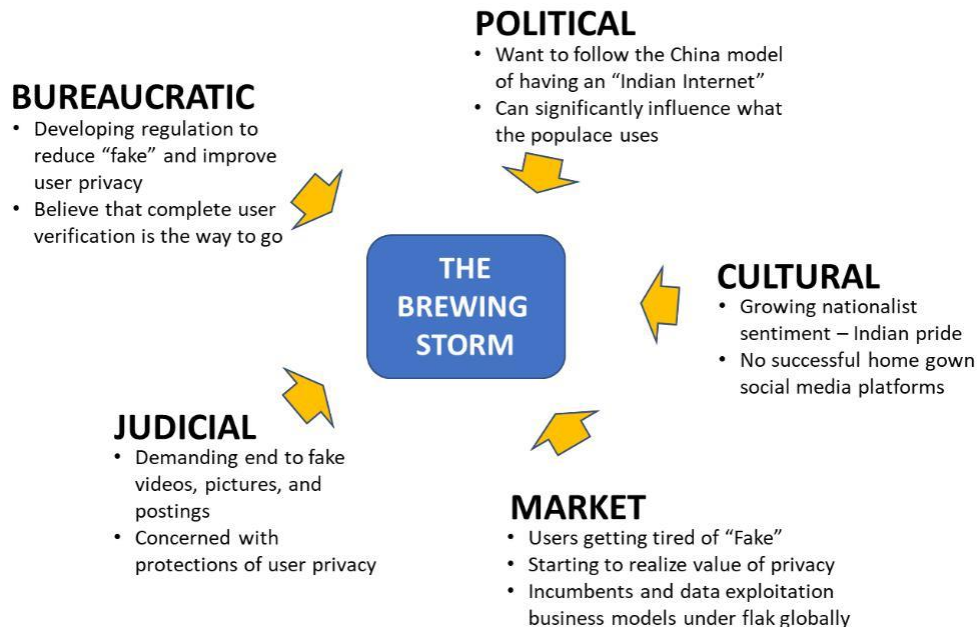 POLITICAL
• Want to follow the China model
of having an “Indian Internet”
• Can significantly influence what
the populace uses
BUREAUCRATIC
• Developing regulation to
reduce “fake” and improve
user privacy
• Believe that complete user
verification is the way to go
THE
BREWING
STORM
CULTURAL
• Growing nationalist
sentiment – Indian pride
• No successful home gown
social media platforms
JUDICIAL
• Demanding end to fake
videos, pictures, and
postings
• Concerned with
protections of user privacy
MARKET
• Users getting tired of “Fake”
• Starting to realize value of privacy
• Incumbents and data exploitation
business models under flak globally